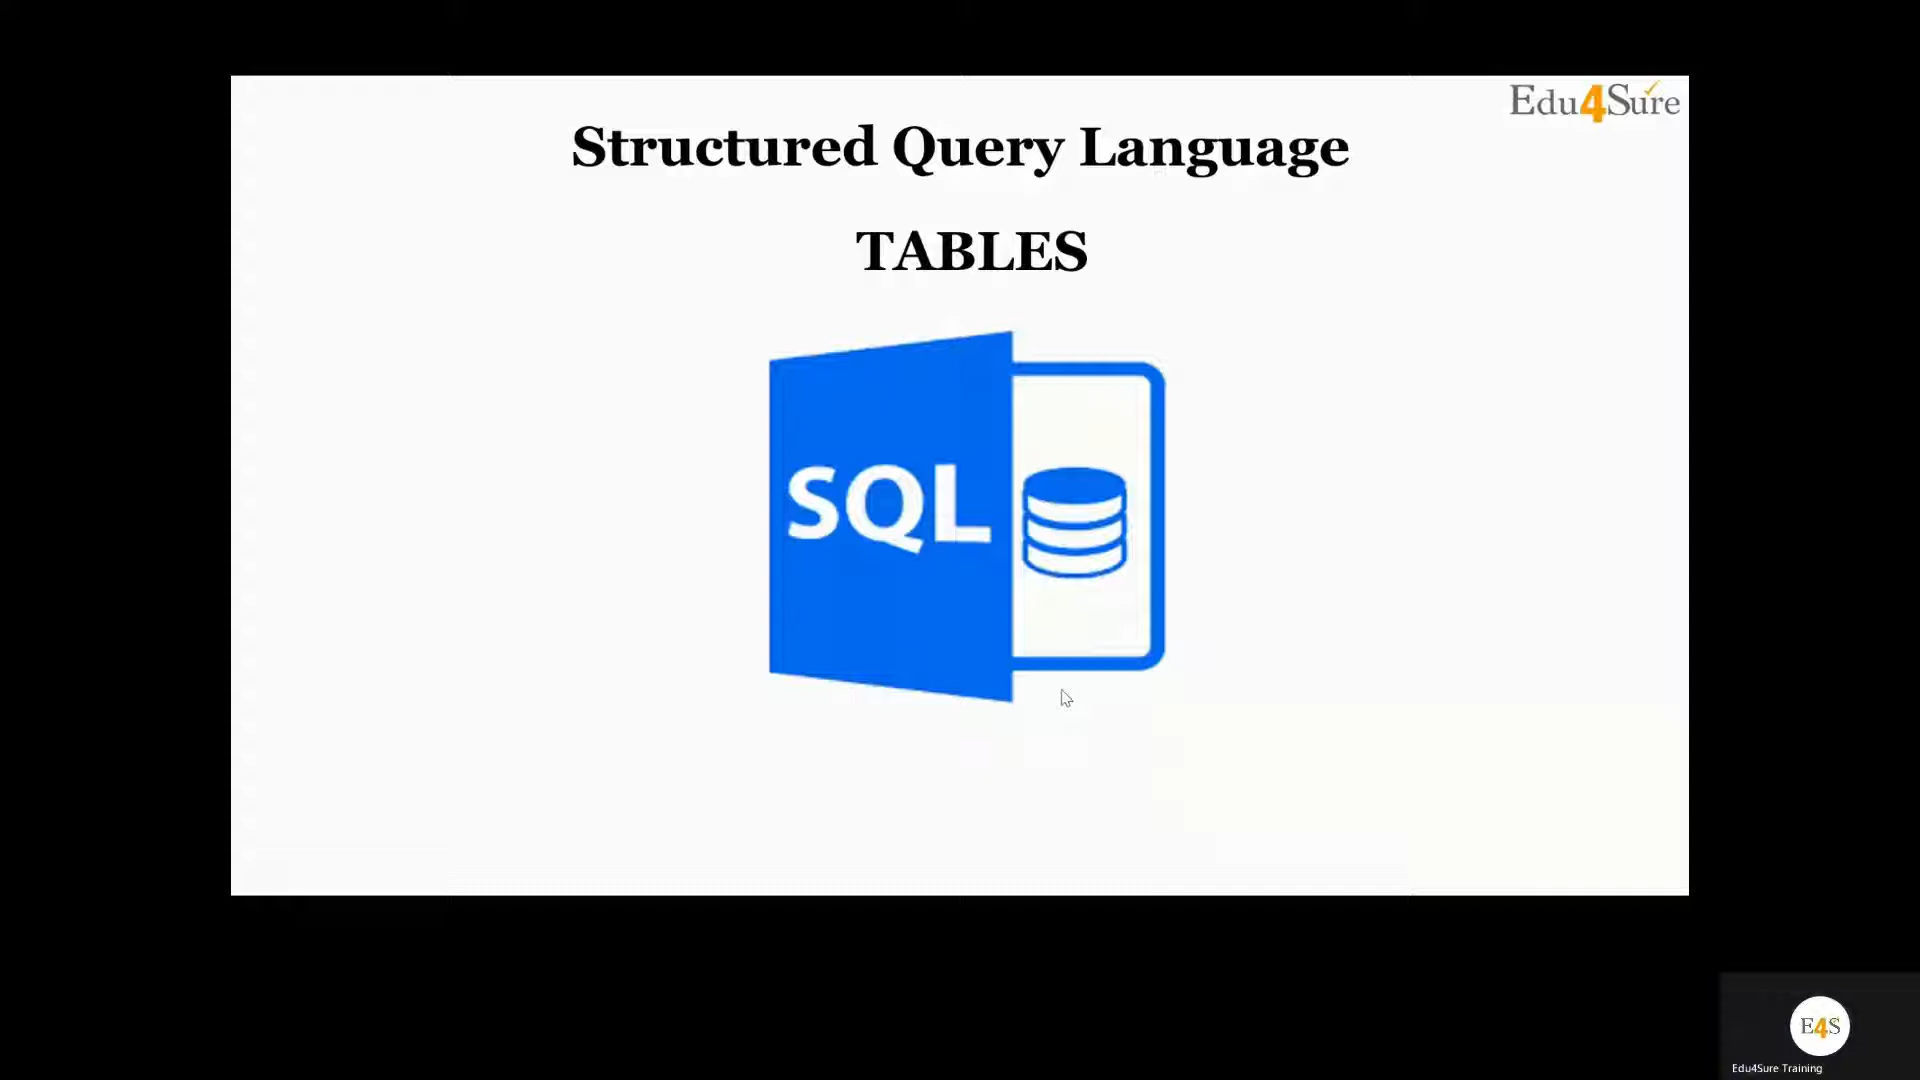 Edu4Sure
Structured Query Language
TABLES
SQL
E4S
Edu4Sure Training